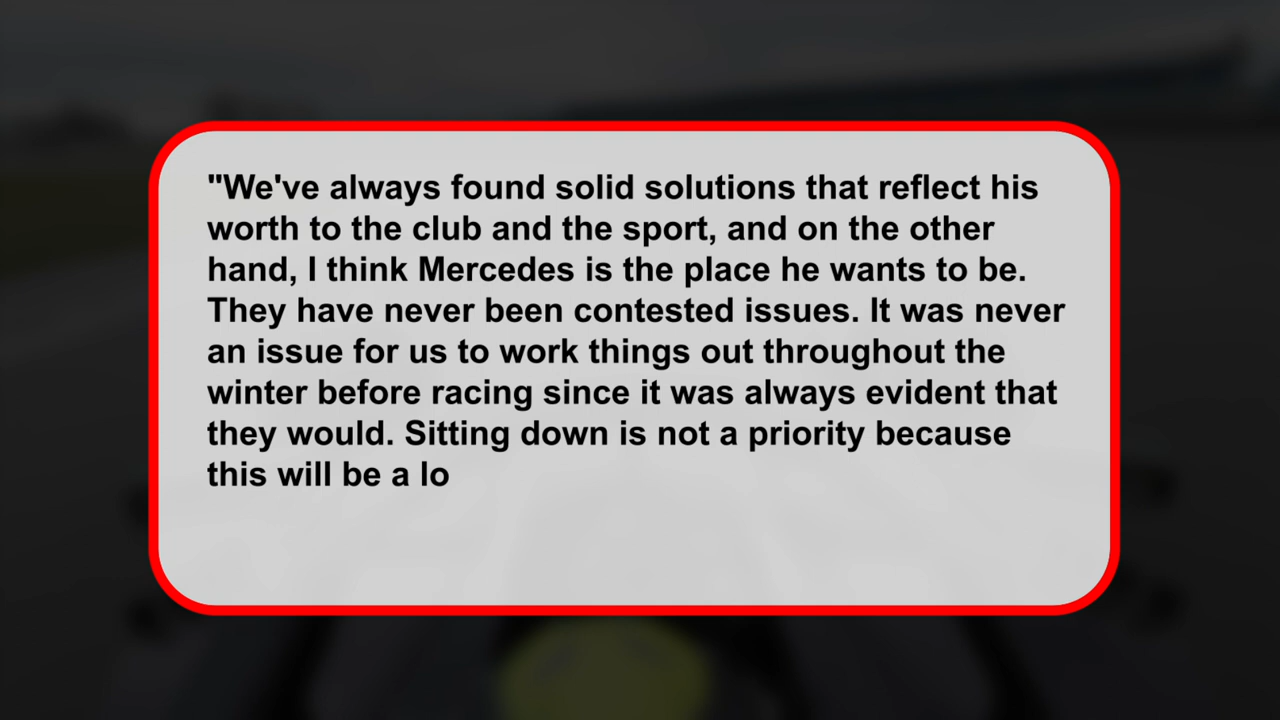 "We've always found solid solutions that reflect his
worth to the club and the sport, and on the other
hand, I think Mercedes is the place he wants to be.
They have never been contested issues. It was never
an issue for us to work things out throughout the
winter before racing since it was always evident that
they would. Sitting down is not a priority because
this will be a lo